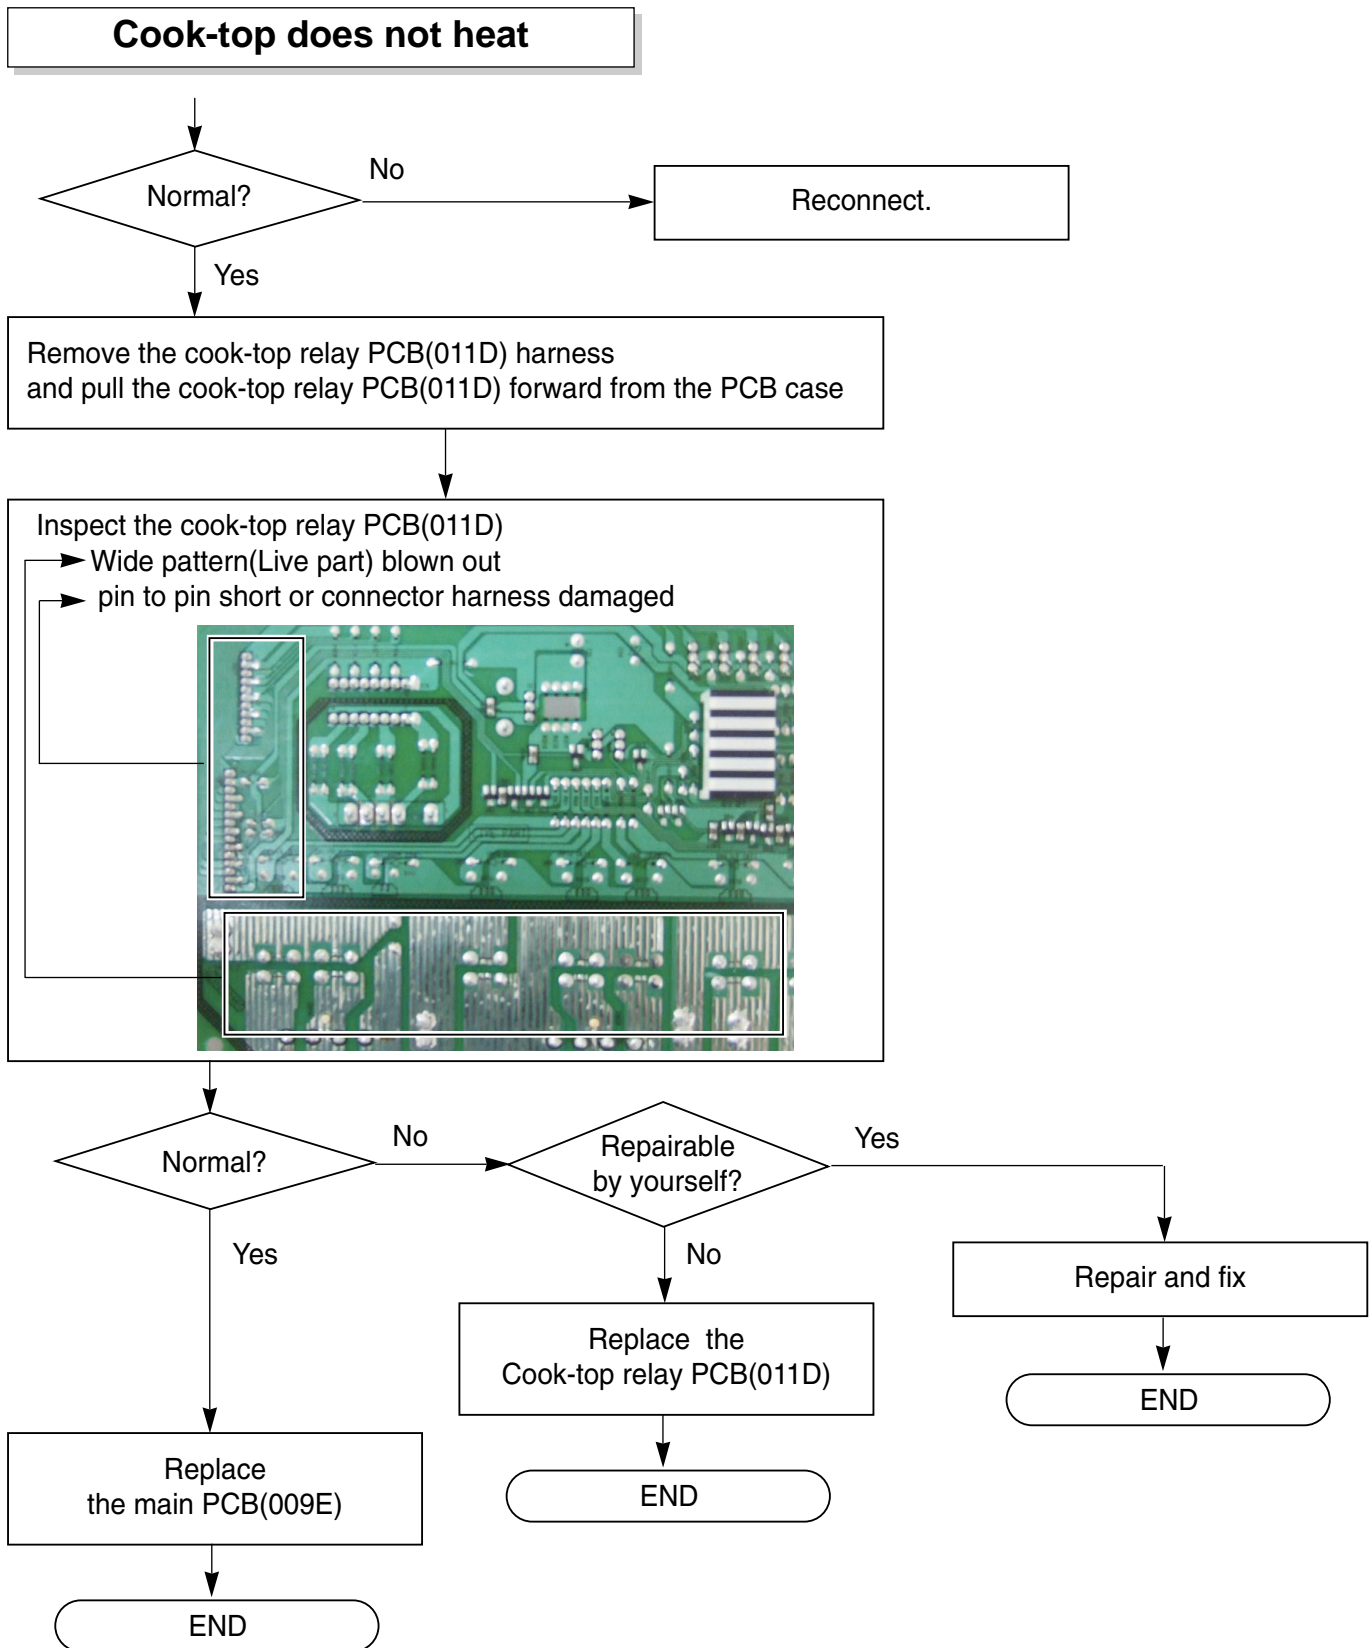 Cook-top does not heat
Normal?
No
Reconnect.
Yes
Remove the cook-top relay PCB(011D) harness
and pull the cook-top relay PCB(011D) forward from the PCB case
Inspect the cook-top relay PCB(011D)
Wide pattern(Live part) blown out
pin to pin short or connector harness damaged
Normal?
No
Repairable
by yourself?
Yes
Yes
No
Repair and fix
END
Replace the
Cook-top relay PCB(011D)
END
Replace
the main PCB(009E)
END